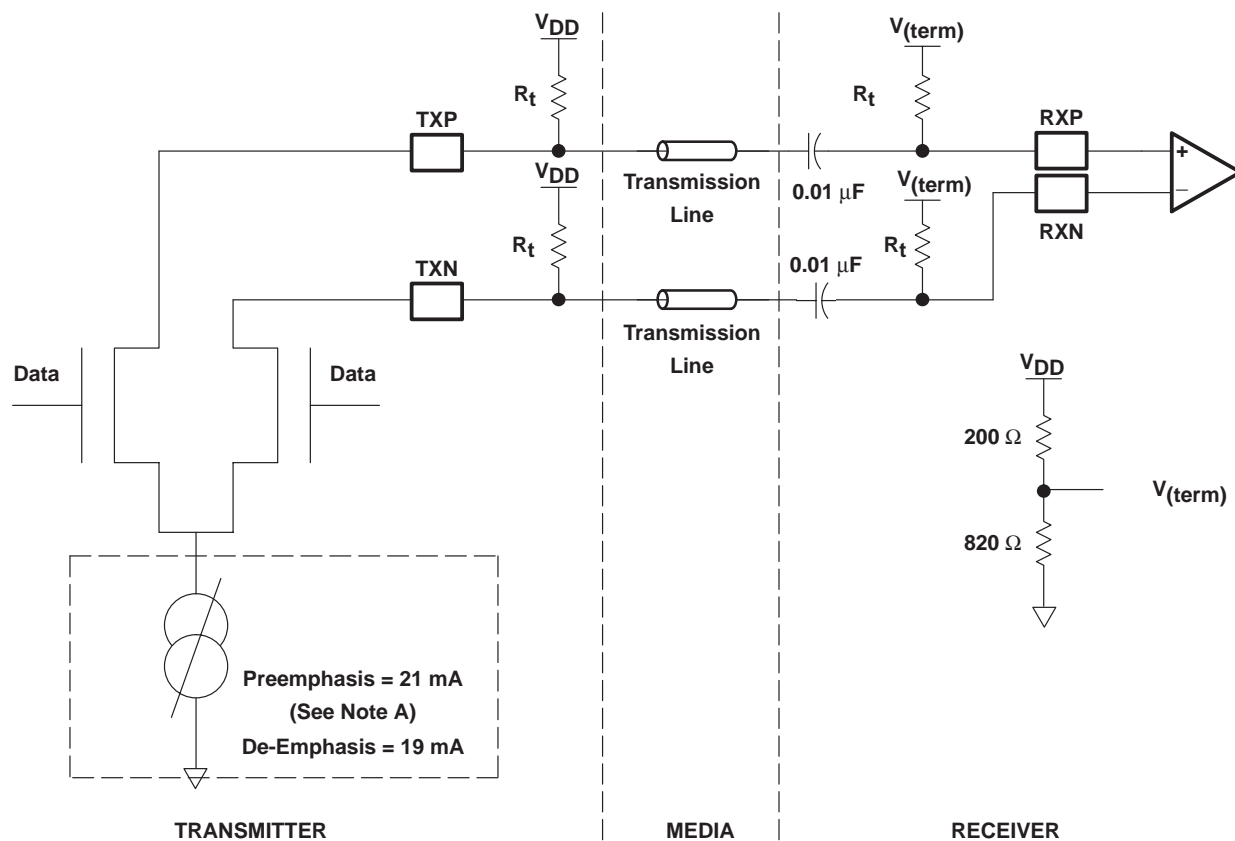 VDD
V(term)
Rt
Rt
TXP
RXP
+
VDD
Transmission
Line
0.01 µF
V(term)
−
RXN
Rt
Rt
TXN
0.01 µF
Transmission
Line
Data
Data
VDD
200 Ω
V(term)
820 Ω
Preemphasis = 21 mA
(See Note A)
De-Emphasis = 19 mA
TRANSMITTER
MEDIA
RECEIVER